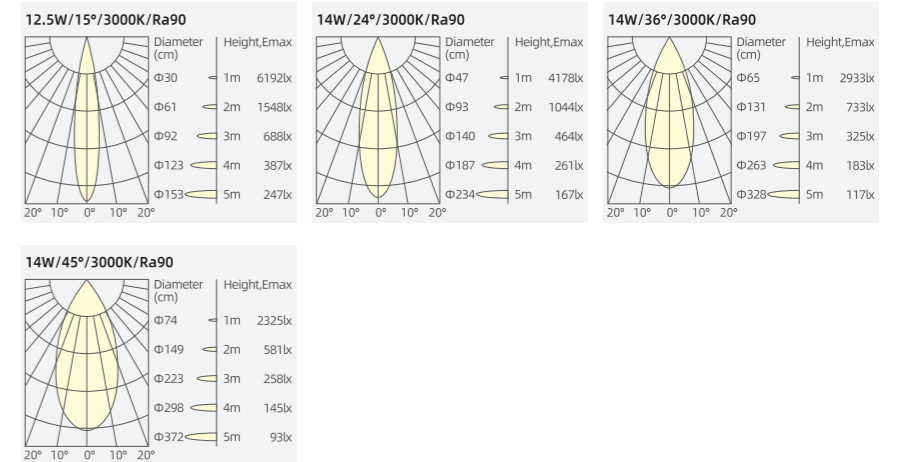 12.5W/15°/3000K/Ra90
Diameter Height,Emax
(cm)
Φ30 1m 6192lx
Φ61 2m 1548lx
Φ92 3m 688lx
Φ123 4m 387lx
Φ153 5m 247lx
20° 10° 0° 10° 20°
14W/24°/3000K/Ra90
Diameter Height,Emax
(cm)
Φ47 1m 4178lx
Φ93 2m 1044lx
Φ140 3m 464lx
Φ187 4m 261lx
Φ234 5m 167lx
20° 10° 0° 10° 20°
14W/36°/3000K/Ra90
Diameter Height,Emax
(cm)
Φ65 1m 2933lx
Φ131 2m 733lx
Φ197 3m 325lx
Φ263 4m 183lx
Φ328 5m 117lx
20° 10° 0° 10° 20°
14W/45°/3000K/Ra90
Diameter Height,Emax
(cm)
Φ74 1m 2325lx
Φ149 2m 581lx
Φ223 3m 258lx
Φ298 4m 145lx
Φ372 5m 93lx
20° 10° 0° 10° 20°